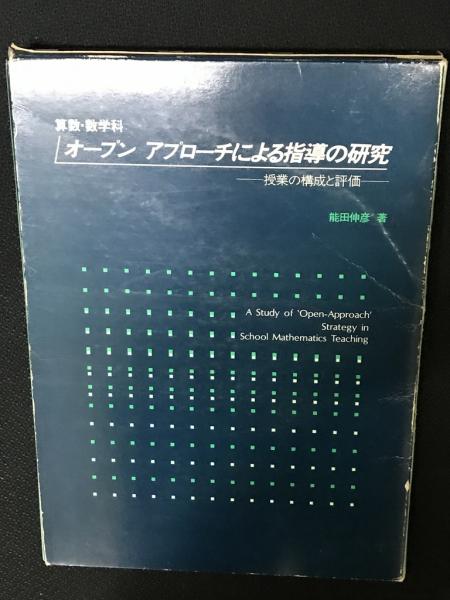 算数・数学科
オープン アプローチによる指導の研究
——授業の構成と評価——
能田伸彦 著
A Study of 'Open-Approach'
Strategy in
School Mathematics Teaching